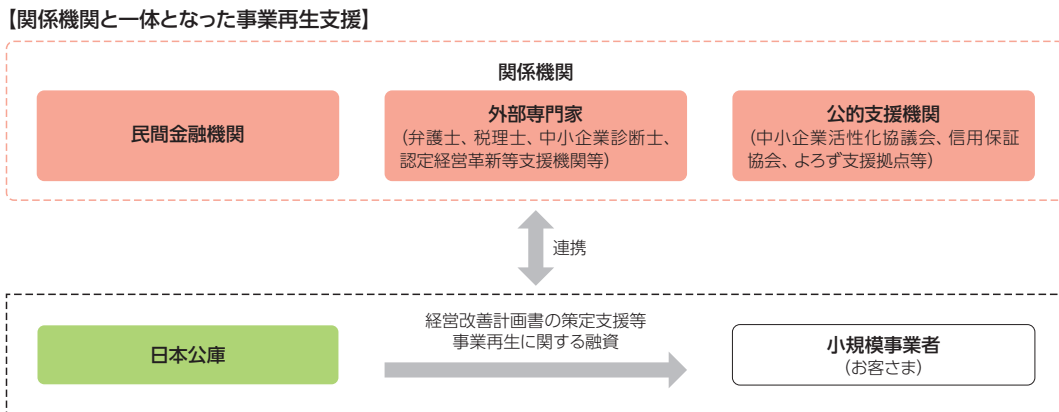 【関係機関と一体となった事業再生支援】
関係機関
民間金融機関
外部専門家
（弁護士、税理士、中小企業診断士、
認定経営革新等支援機関等）
公的支援機関
（中小企業活性化協議会、信用保証
協会、よろず支援拠点等）
連携
日本公庫
経営改善計画書の策定支援等
事業再生に関する融資
小規模事業者
（お客さま）